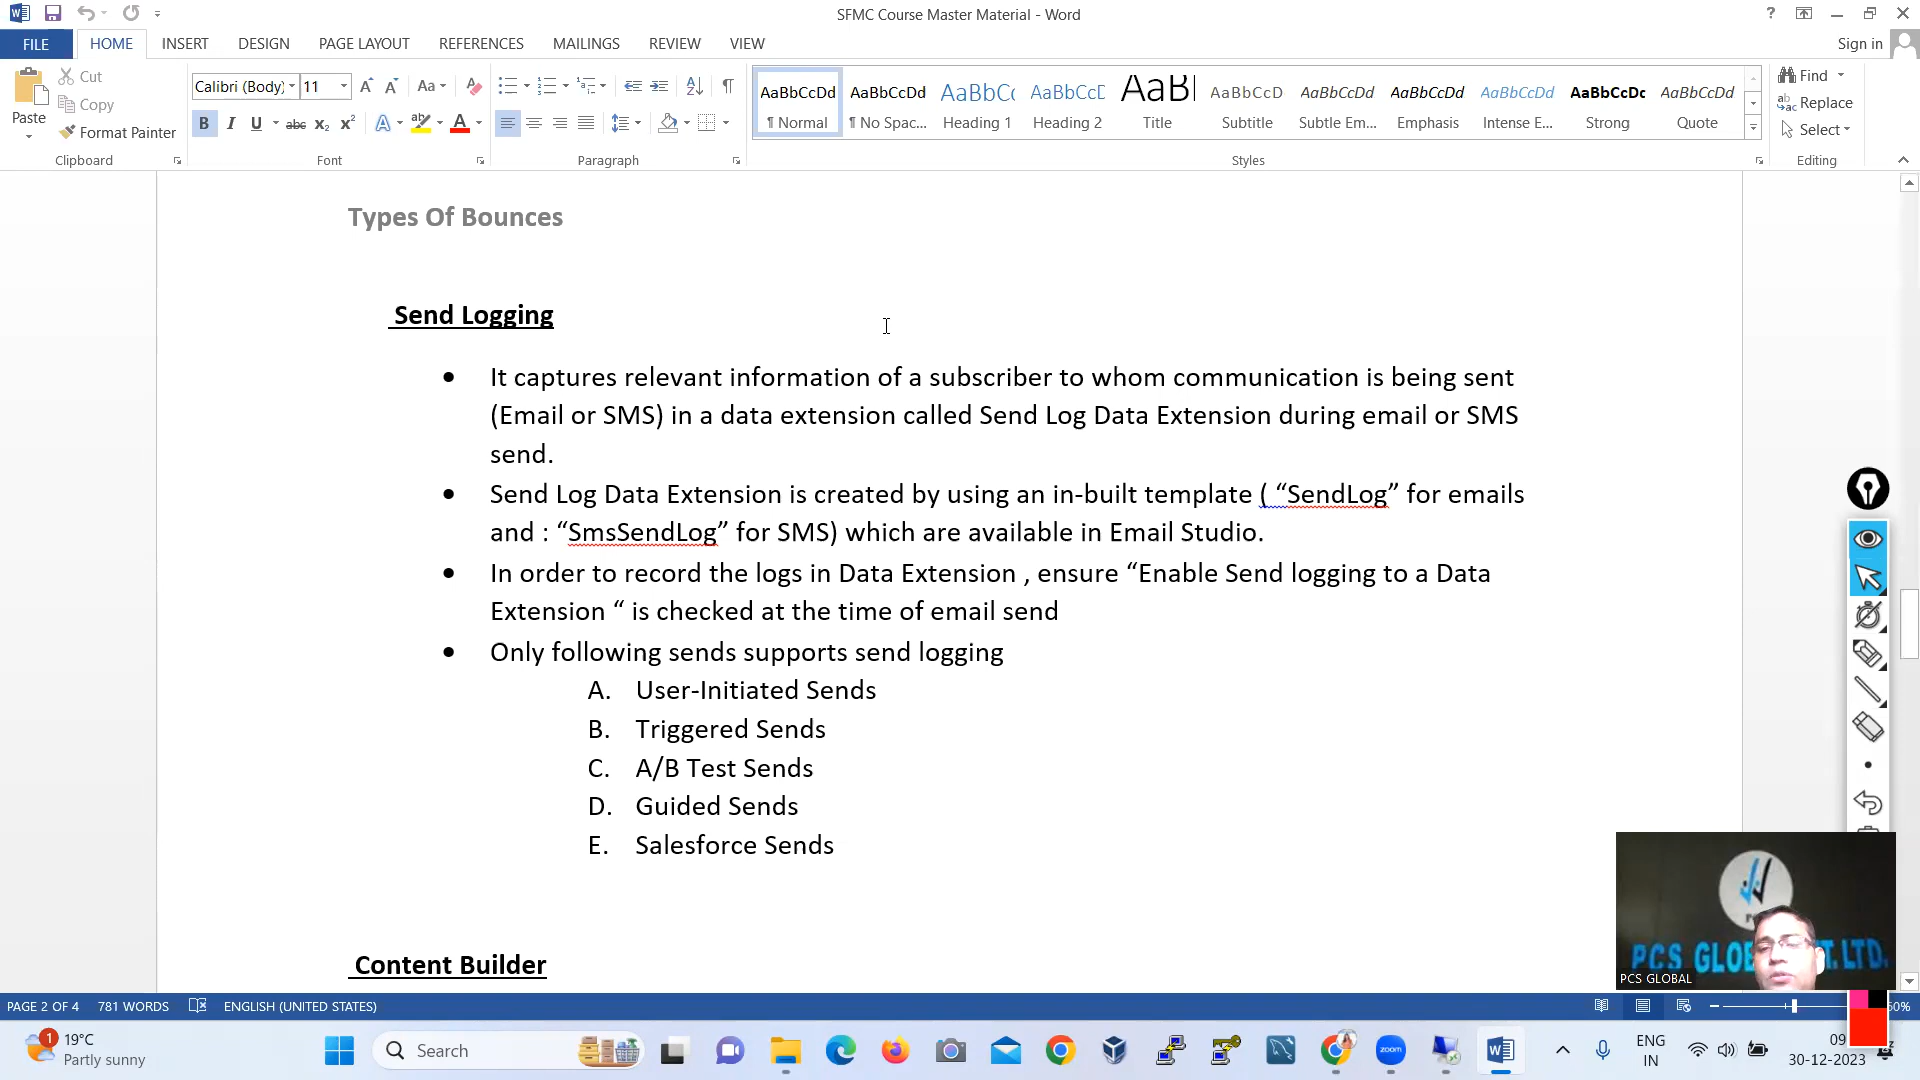 SFMC Course Master Material - Word
FILE HOME INSERT DESIGN PAGE LAYOUT REFERENCES MAILINGS REVIEW VIEW Sign in
Cut
Copy
Format Painter
Paste
Calibri (Body) 11
AaBbCcDd AaBbCcDd AaBbC AaBbCcE AaBl AaBbCcD AaBbCcDd AaBbCcDd AaBbCcDd AaBbCcDc AaBbCcDd
¶ Normal ¶ No Spac... Heading 1 Heading 2 Title Subtitle Subtle Em... Emphasis Intense E... Strong Quote
Find
Replace
Select
Clipboard Font Paragraph Styles Editing
Types Of Bounces
Send Logging
• It captures relevant information of a subscriber to whom communication is being sent
(Email or SMS) in a data extension called Send Log Data Extension during email or SMS
send.
• Send Log Data Extension is created by using an in-built template ( “SendLog” for emails
and : “SmsSendLog” for SMS) which are available in Email Studio.
• In order to record the logs in Data Extension , ensure “Enable Send logging to a Data
Extension “ is checked at the time of email send
• Only following sends supports send logging
A. User-Initiated Sends
B. Triggered Sends
C. A/B Test Sends
D. Guided Sends
E. Salesforce Sends
Content Builder
PCS GLOBAL
PAGE 2 OF 4 781 WORDS ENGLISH (UNITED STATES)
1
19°C
Partly sunny
Search
zoom
ENG
IN
30-12-2023